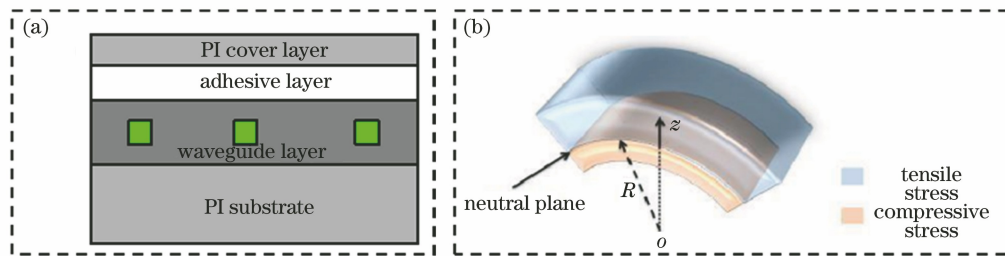 (a)
PI cover layer
adhesive layer
waveguide layer
PI substrate
(b)
z
R
neutral plane
o
tensile
stress
compressive
stress